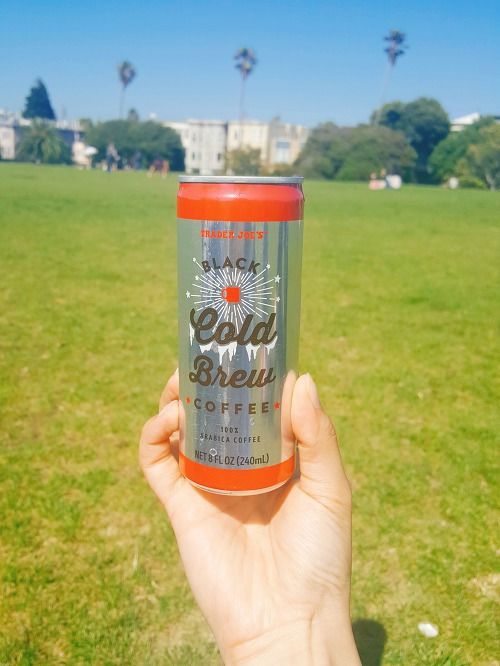 TRADER JOE'S
BLACK
Cold
Brew
COFFEE
100%
ARABICA COFFEE
NET 8 FL OZ (240mL)